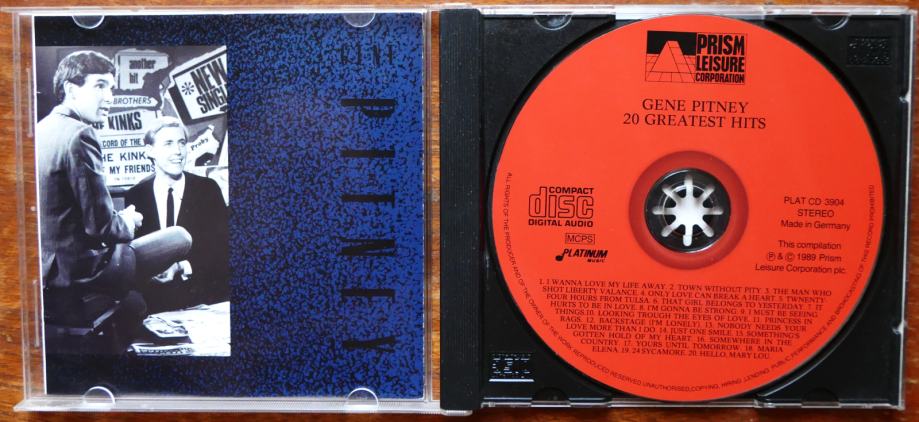 GENE
PITNEY
another
hit
NEW
SINGL
BROTHERS
OF KINKS
CORD OF THE
HE KINK
MY FRIENDS
Proby
PRISM
LEISURE
CORPORATION
GENE PITNEY
20 GREATEST HITS
COMPACT
disc
DIGITAL AUDIO
MCPS
PLATINUM
MUSIC
PLAT CD 3904
STEREO
Made in Germany
This compilation
Ⓟ & © 1989 Prism
Leisure Corporation plc.
1. I WANNA LOVE MY LIFE AWAY. 2. TOWN WITHOUT PITY. 3. THE MAN WHO
SHOT LIBERTY VALANCE. 4. ONLY LOVE CAN BREAK A HEART. 5. TWNENTY
FOUR HOURS FROM TULSA. 6. THAT GIRL BELONGS TO YESTERDAY. 7. IT
HURTS TO BE IN LOVE. 8. I'M GONNA BE STRONG. 9. I MUST BE SEEING
THINGS. 10. LOOKING TROUGH THE EYES OF LOVE. 11. PRINCESS IN
RAGS. 12. BACKSTAGE (I'M LONELY). 13. NOBODY NEEDS YOUR
LOVE MORE THAN I DO. 14. JUST ONE SMILE. 15. SOMETHING'S
GOTTEN HOLD OF MY HEART. 16. SOMEWHERE IN THE
COUNTRY. 17. YOURS UNTIL TOMORROW. 18. MARIA
ELENA. 19. 24 SYCAMORE. 20. HELLO, MARY LOU.
ALL RIGHTS OF THE PRODUCER AND OF THE OWNER OF THE WORK REPRODUCED RESERVED UNAUTHORISED, COPYING, HIRING, LENDING, PUBLIC PERFORMANCE AND BROADCASTING OF THIS RECORD PROHIBITED